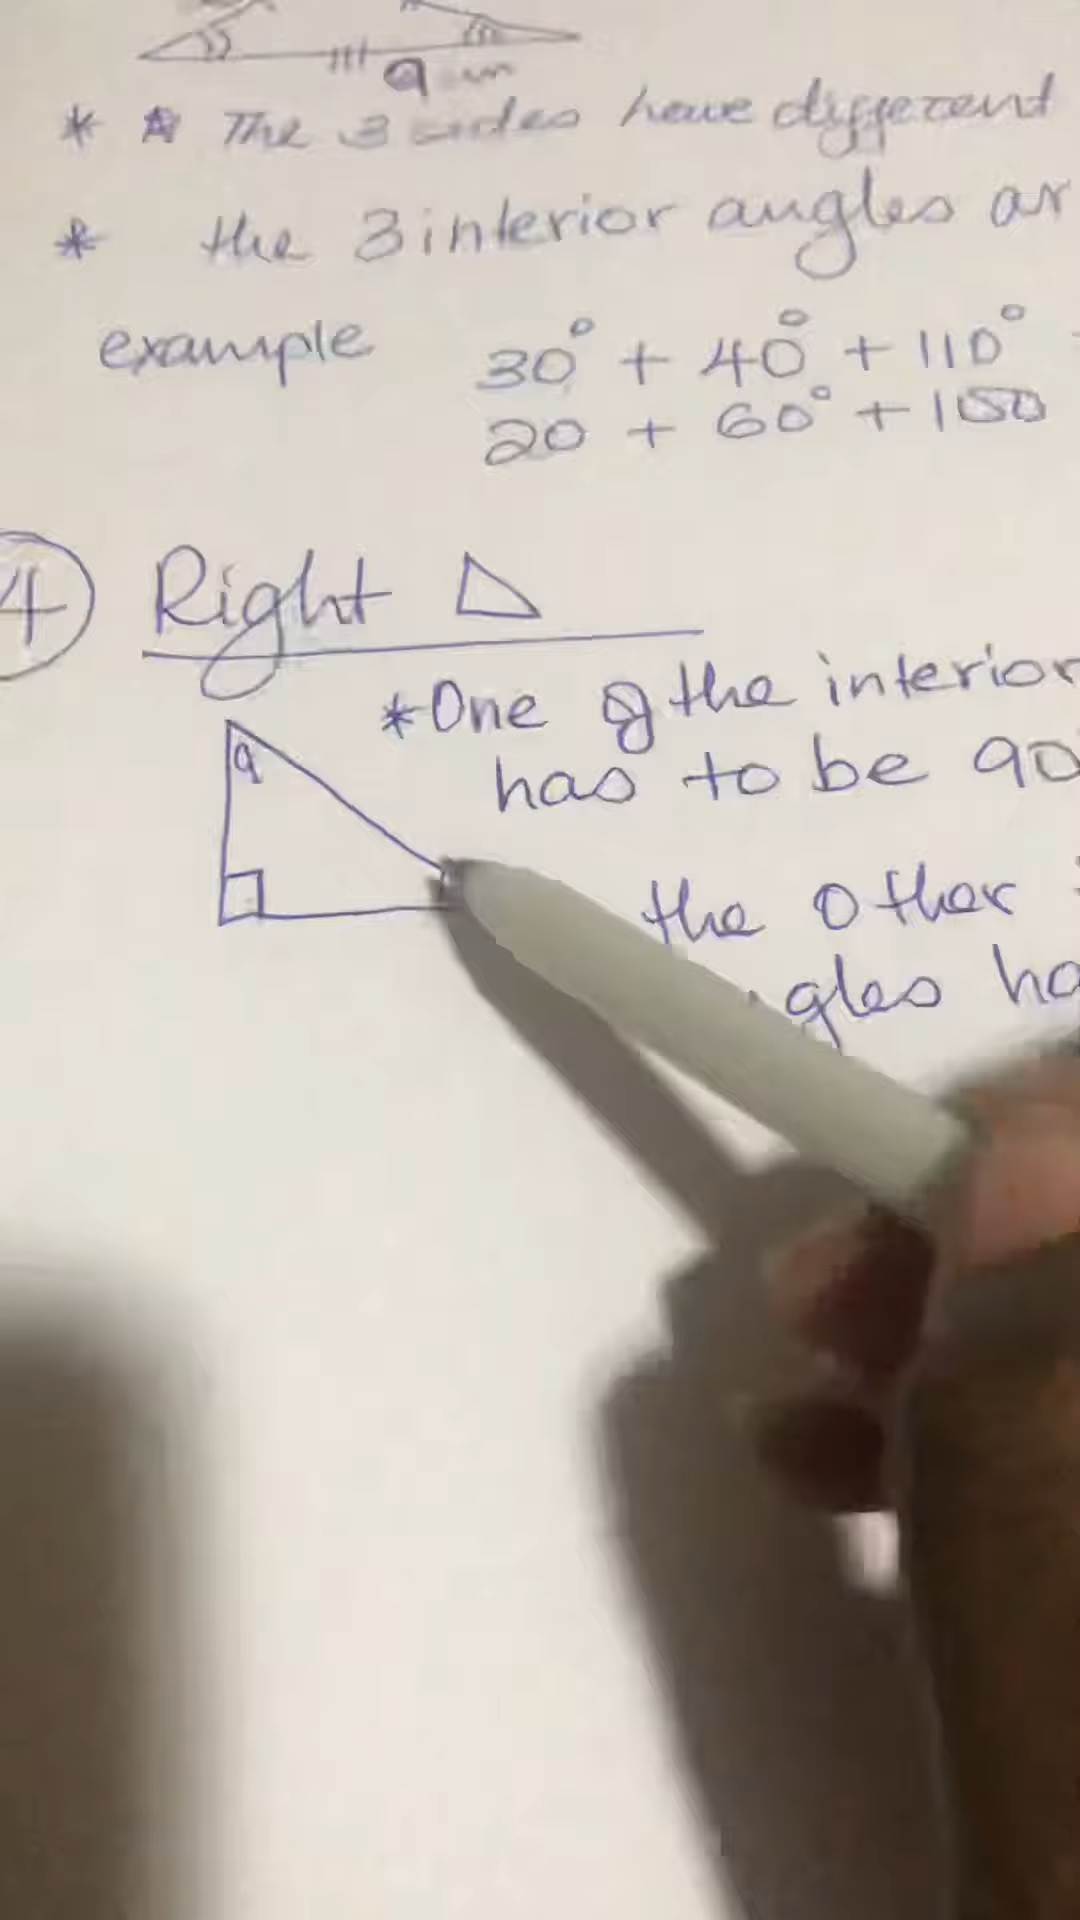 9 cm
* The 3 sides have different
* the 3 interior angles ar
example 30° + 40° + 110°
20 + 60° + 100
4 Right △
* One of the interior
a has to be 90
the other
gles ha